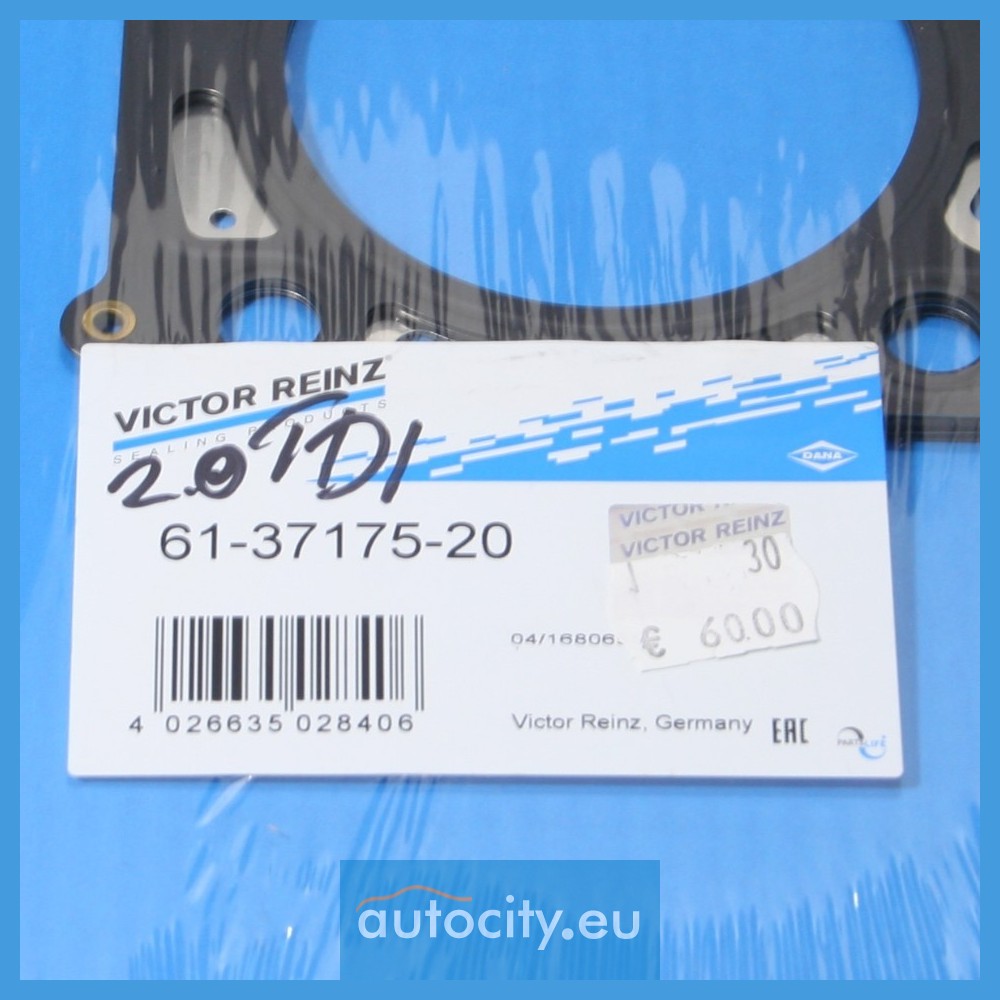 VICTOR REINZ®
SEALING PRODUCTS
2.0 TDI
DANA
61-37175-20
VICTOR REINZ
VICTOR REINZ
30
€ 60.00
04/16806
4 026635 028406
Victor Reinz, Germany
EAC
PARTSLIFE
autocity.eu